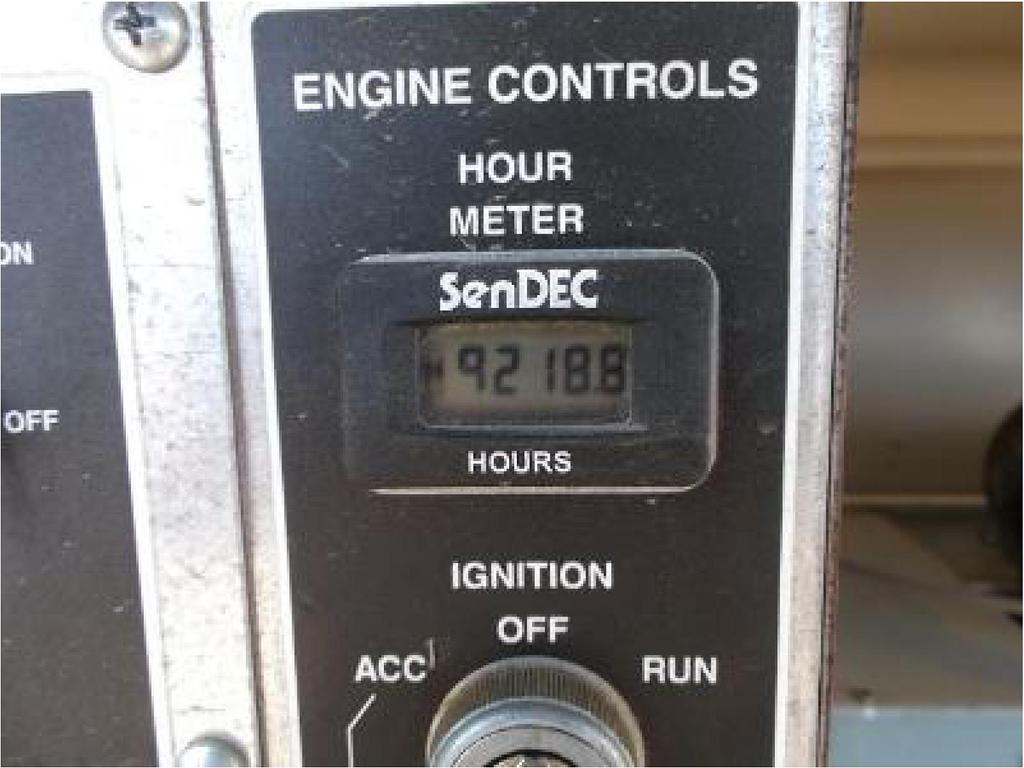 ENGINE CONTROLS
HOUR
METER
SenDEC
9218.8
HOURS
IGNITION
OFF
ACC
RUN
ON
OFF